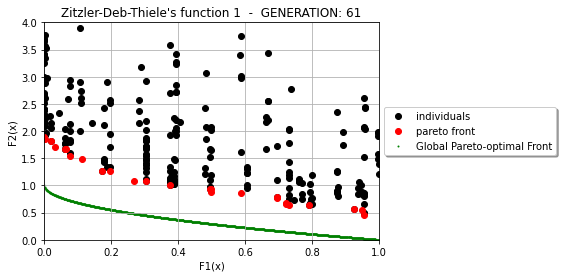 Zitzler-Deb-Thiele's function 1 - GENERATION: 61
4.0
3.5
3.0
2.5
2.0
1.5
1.0
0.5
0.0
F2(x)
0.0 0.2 0.4 0.6 0.8 1.0
F1(x)
individuals
pareto front
Global Pareto-optimal Front